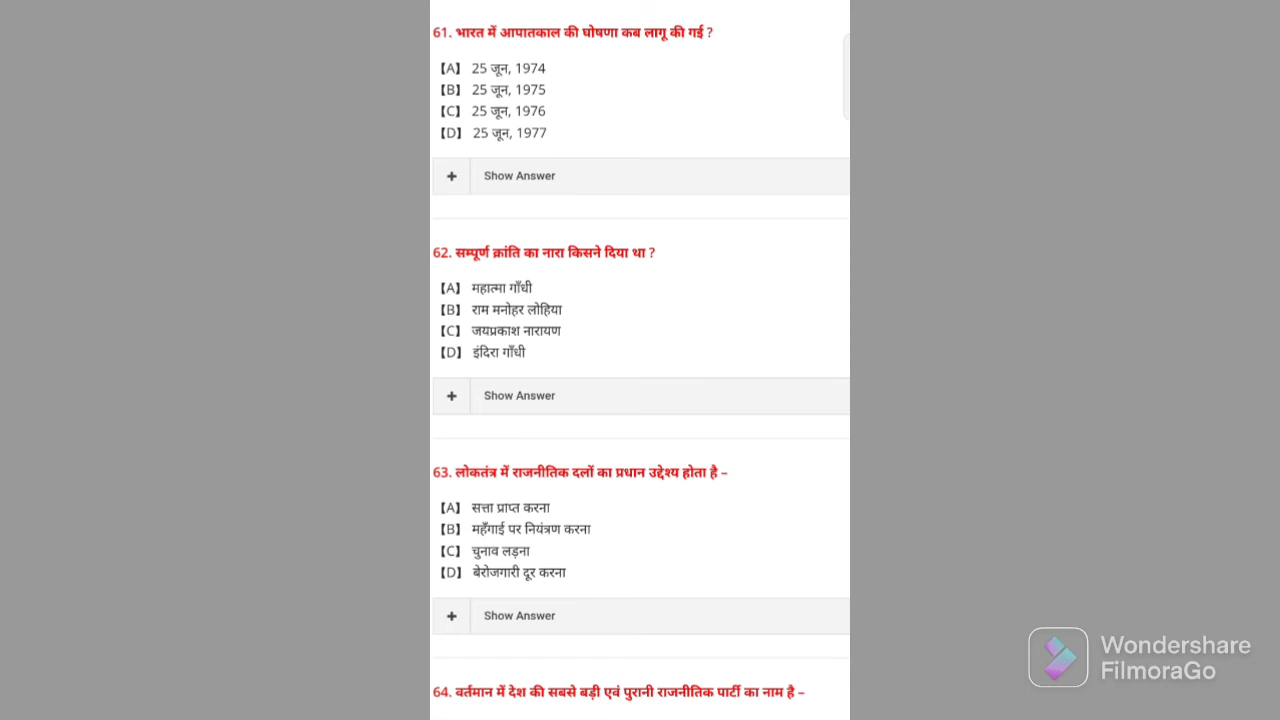 61. भारत में आपातकाल की घोषणा कब लागू की गई ?
【A】 25 जून, 1974
【B】 25 जून, 1975
【C】 25 जून, 1976
【D】 25 जून, 1977
+ Show Answer
62. सम्पूर्ण क्रांति का नारा किसने दिया था ?
【A】 महात्मा गाँधी
【B】 राम मनोहर लोहिया
【C】 जयप्रकाश नारायण
【D】 इंदिरा गाँधी
+ Show Answer
63. लोकतंत्र में राजनीतिक दलों का प्रधान उद्देश्य होता है –
【A】 सत्ता प्राप्त करना
【B】 महँगाई पर नियंत्रण करना
【C】 चुनाव लड़ना
【D】 बेरोजगारी दूर करना
+ Show Answer
64. वर्तमान में देश की सबसे बड़ी एवं पुरानी राजनीतिक पार्टी का नाम है –
Wondershare
FilmoraGo